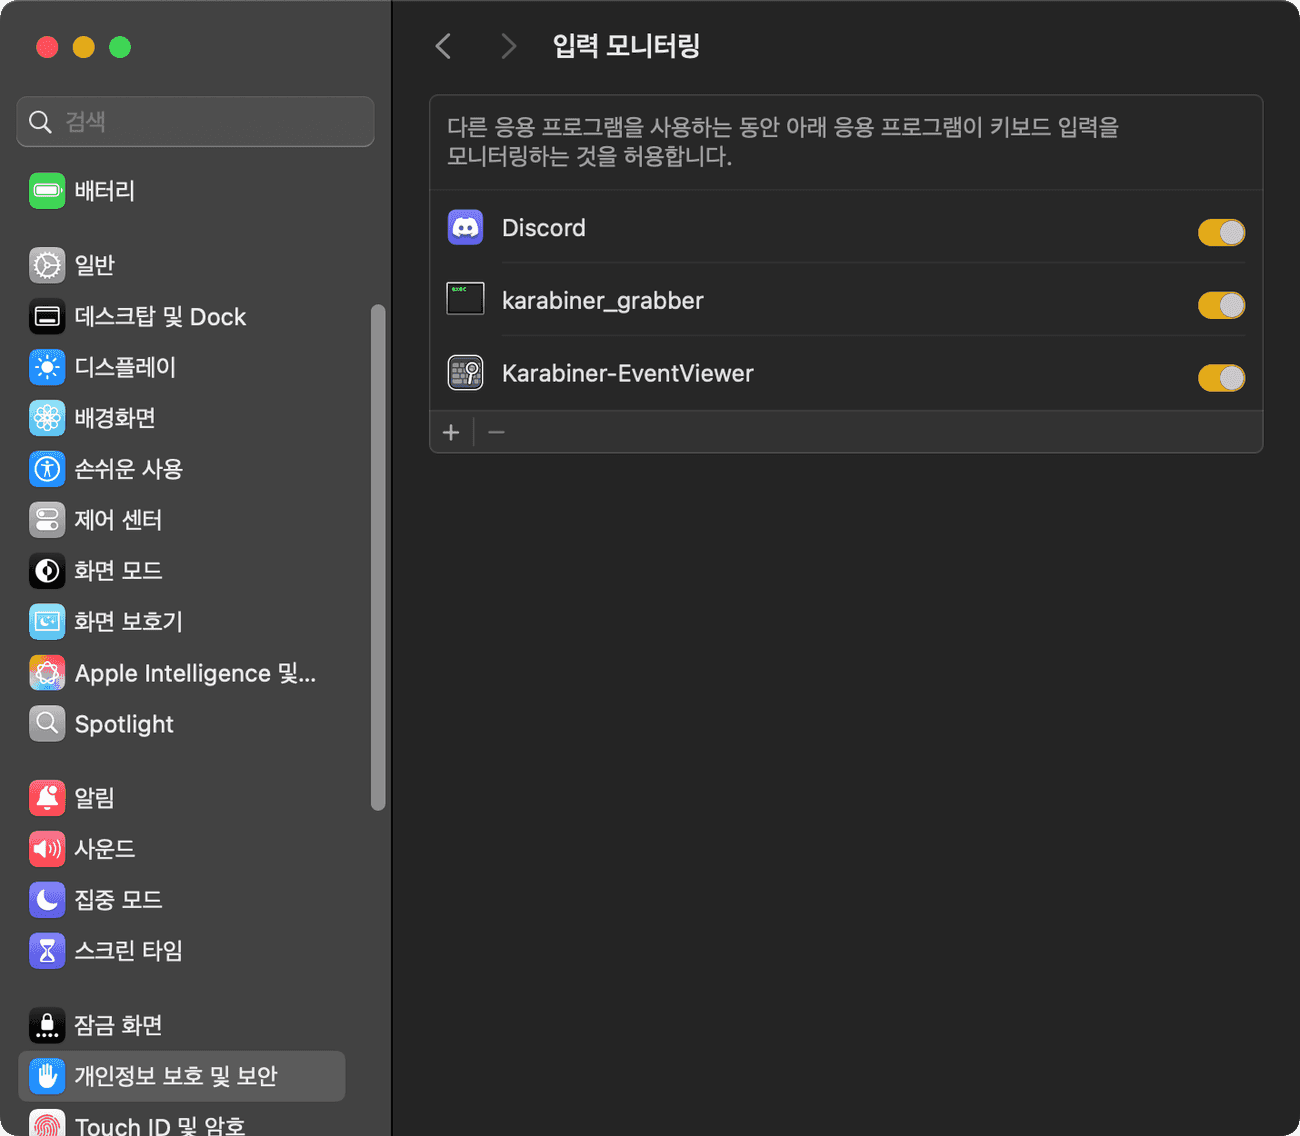 검색
배터리
일반
데스크탑 및 Dock
디스플레이
배경화면
손쉬운 사용
제어 센터
화면 모드
화면 보호기
Apple Intelligence 및...
Spotlight
알림
사운드
집중 모드
스크린 타임
잠금 화면
개인정보 보호 및 보안
Touch ID 및 암호
입력 모니터링
다른 응용 프로그램을 사용하는 동안 아래 응용 프로그램이 키보드 입력을
모니터링하는 것을 허용합니다.
Discord
exec
karabiner_grabber
Karabiner-EventViewer